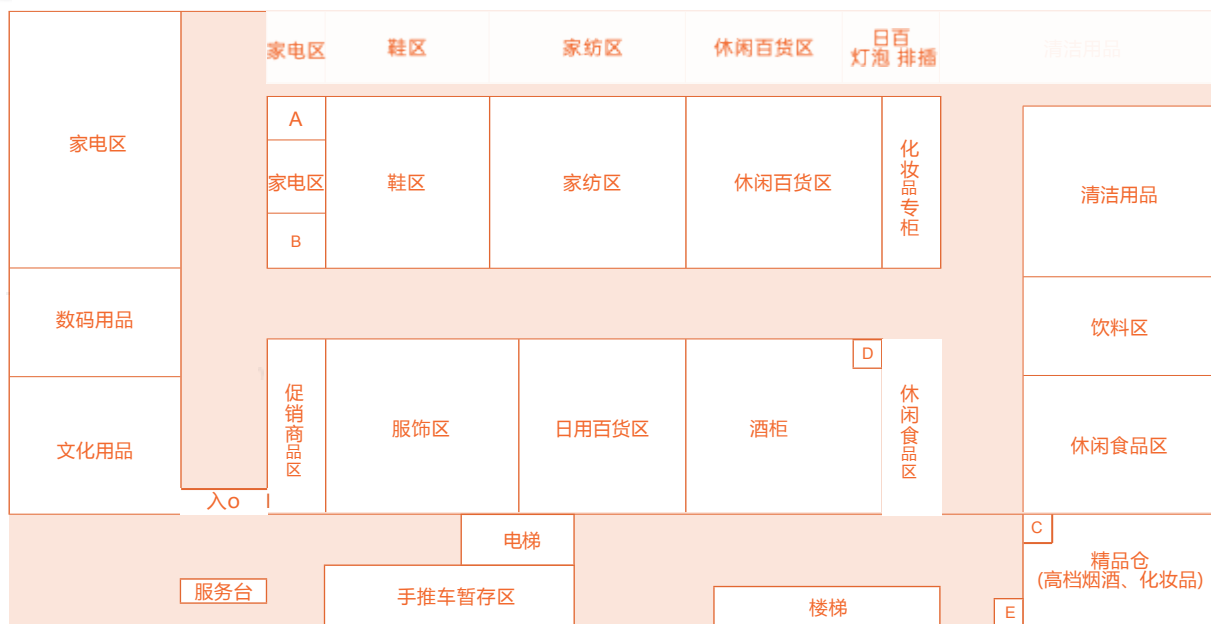 家电区
鞋区
家纺区
休闲百货区
日百
灯泡 排插
清洁用品
家电区
A
家电区
B
鞋区
家纺区
休闲百货区
化妆品专柜
清洁用品
数码用品
饮料区
文化用品
促销商品区
服饰区
日用百货区
酒柜
D
休闲食品区
休闲食品区
入o
电梯
C
精品仓
(高档烟酒、化妆品)
服务台
手推车暂存区
楼梯
E